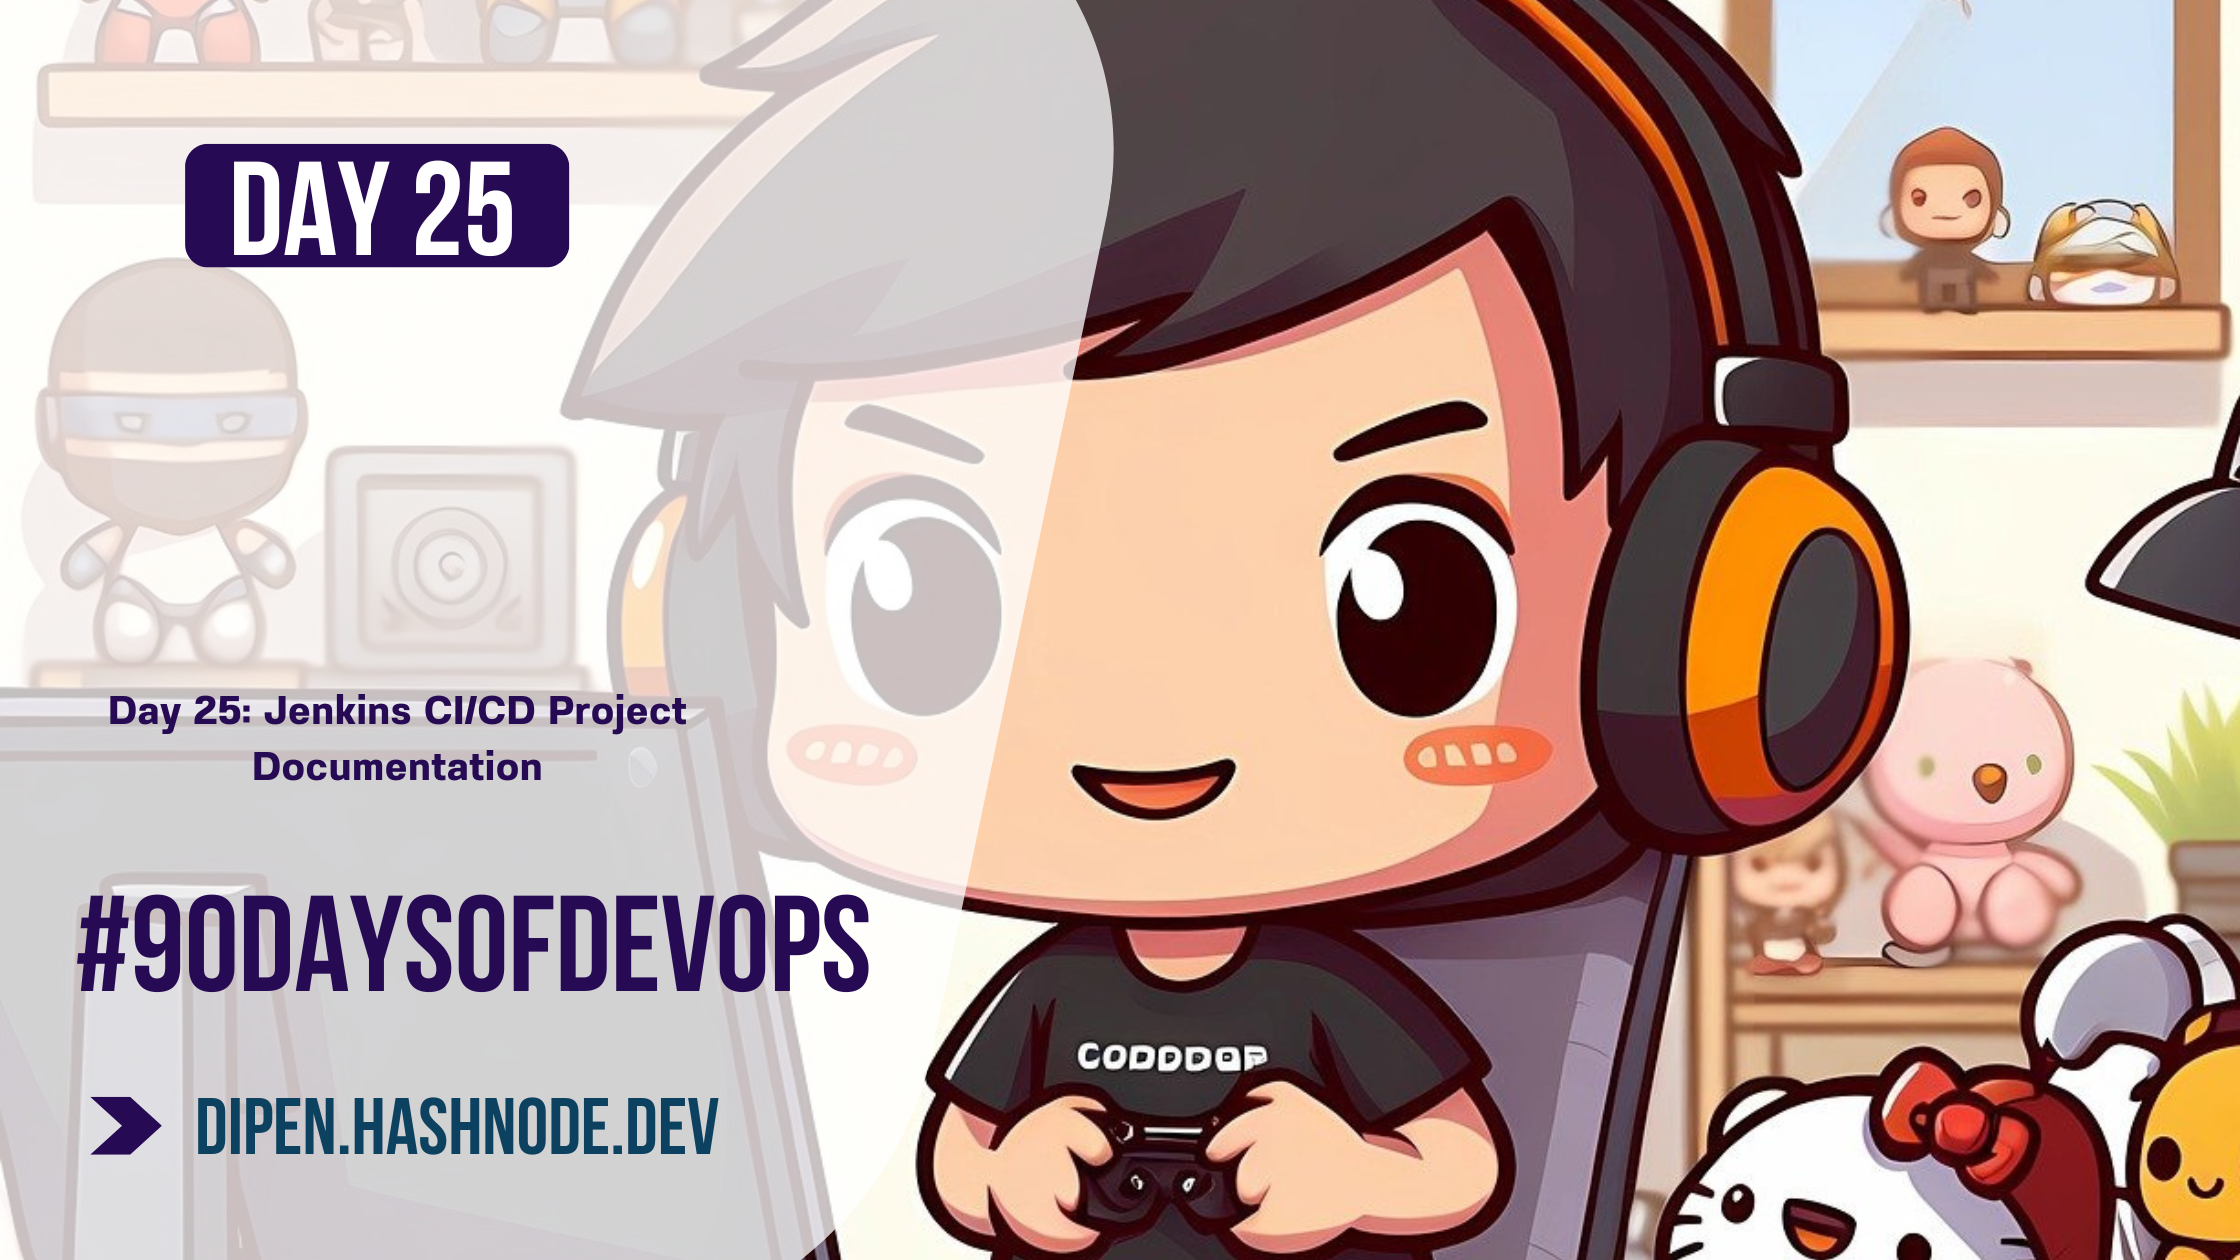 DAY 25
Day 25: Jenkins CI/CD Project
Documentation
#90DAYSOFDEVOPS
DIPEN.HASHNODE.DEV